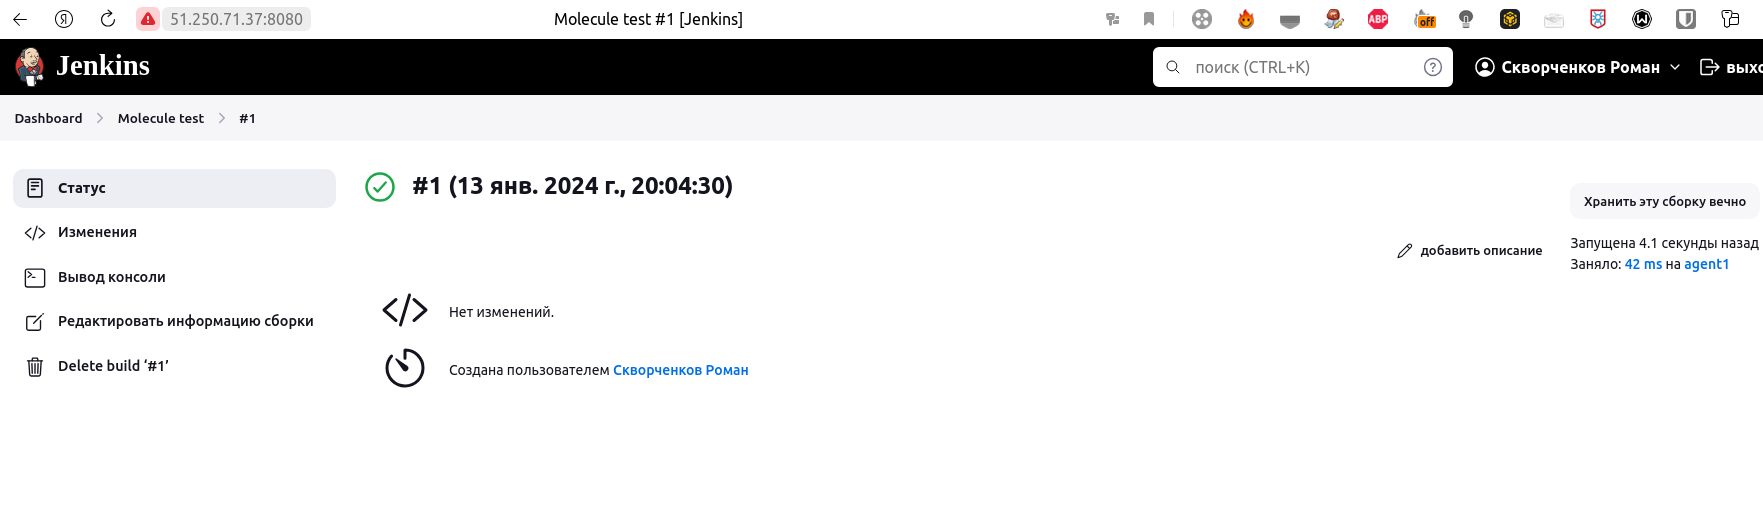 51.250.71.37:8080
Molecule test #1 [Jenkins]
ABP
off
Jenkins
поиск (CTRL+K)
Скворченков Роман
выхо
Dashboard
Molecule test
#1
Статус
#1 (13 янв. 2024 г., 20:04:30)
Хранить эту сборку вечно
Изменения
добавить описание
Запущена 4.1 секунды назад
Заняло: 42 ms на agent1
Вывод консоли
Нет изменений.
Редактировать информацию сборки
Delete build ‘#1’
Создана пользователем Скворченков Роман